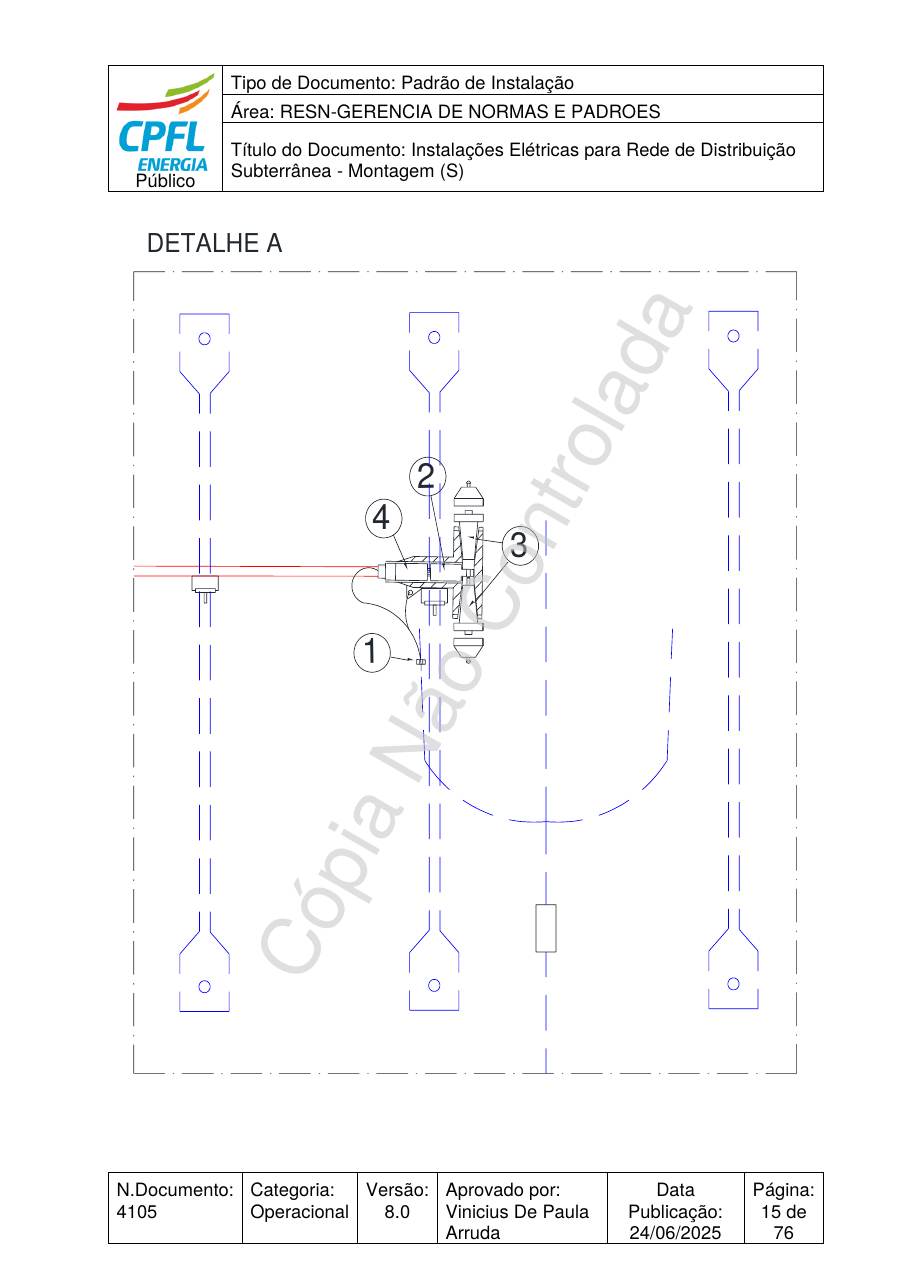 CPFL
ENERGIA
Público
Tipo de Documento: Padrão de Instalação
Área: RESN-GERENCIA DE NORMAS E PADROES
Título do Documento: Instalações Elétricas para Rede de Distribuição
Subterrânea - Montagem (S)
DETALHE A
2
4
3
1
Cópia Não Controlada
N.Documento:
4105
Categoria:
Operacional
Versão:
8.0
Aprovado por:
Vinicius De Paula
Arruda
Data
Publicação:
24/06/2025
Página:
15 de
76